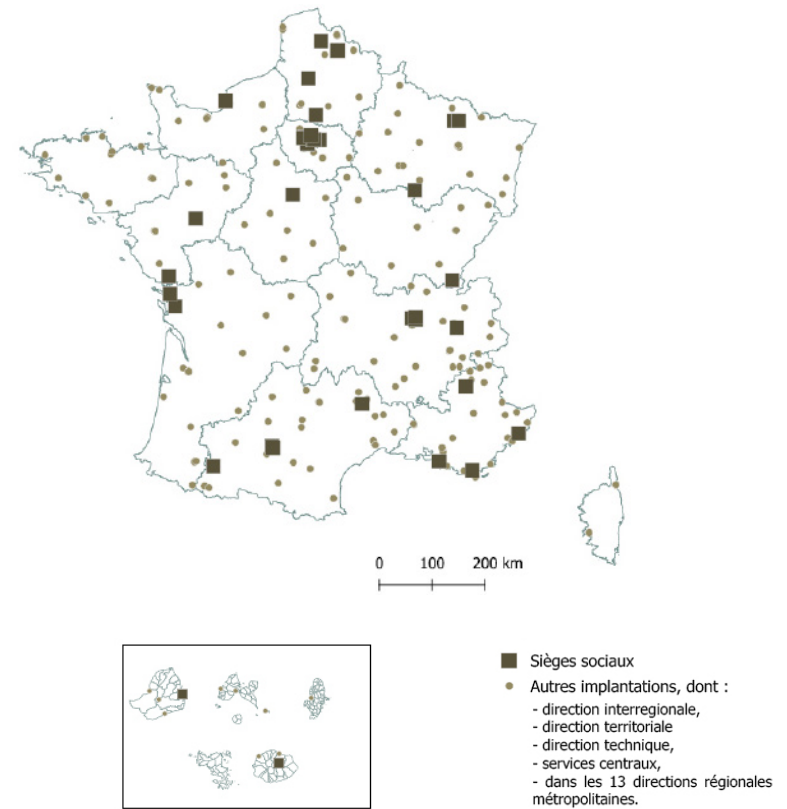 0 100 200 km
Sièges sociaux
Autres implantations, dont :
- direction interregionale,
- direction territoriale
- direction technique,
- services centraux,
- dans les 13 directions régionales
métropolitaines.